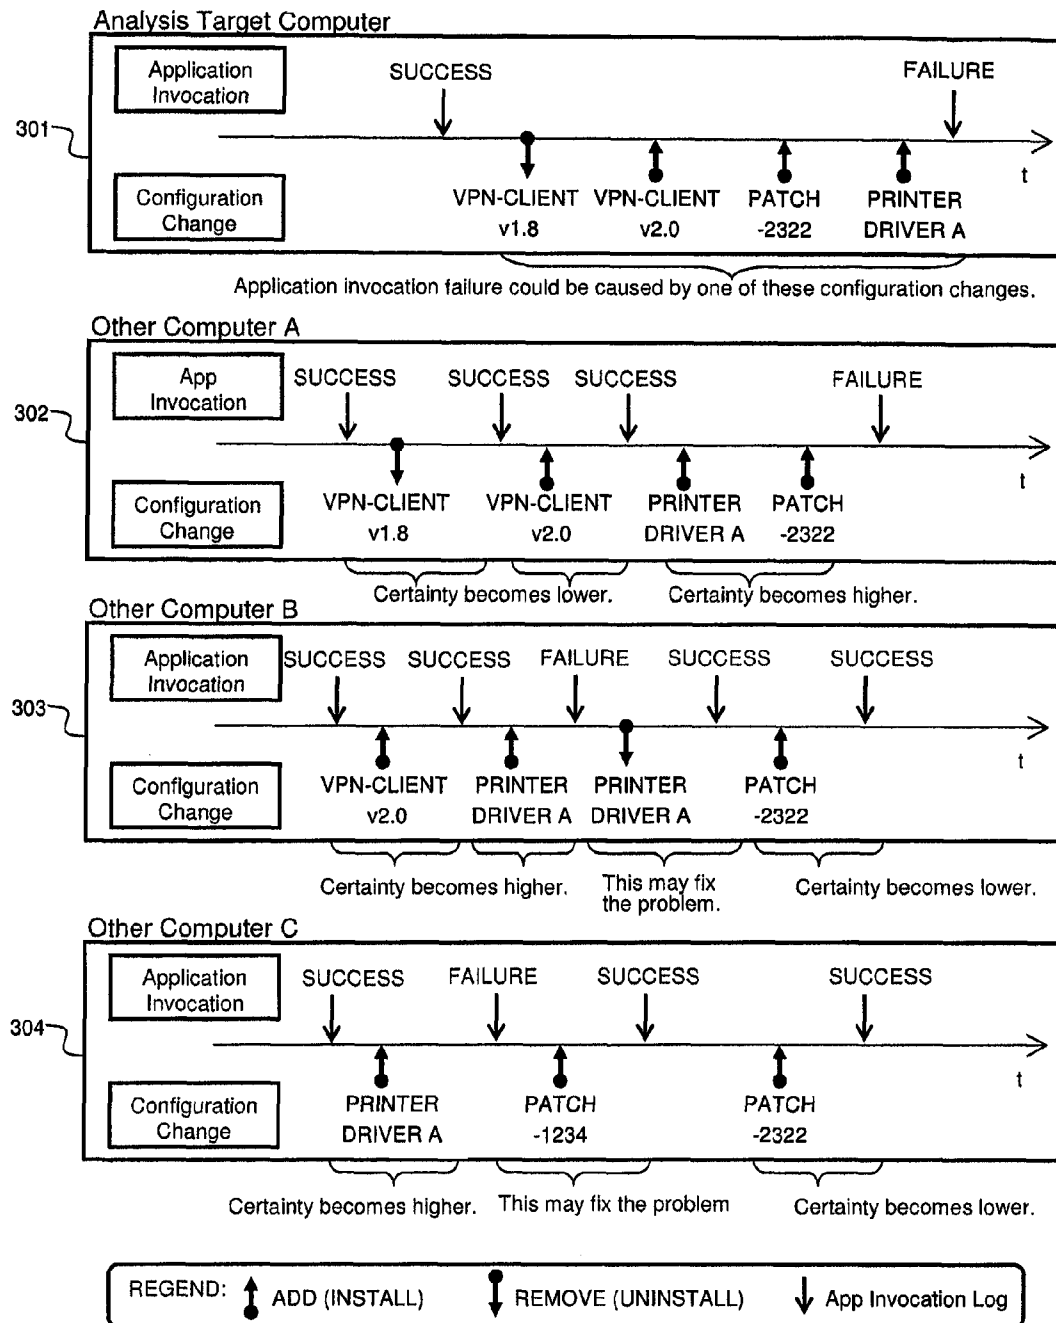 Analysis Target Computer
Application
Invocation
SUCCESS
FAILURE
301
t
Configuration
Change
VPN-CLIENT
v1.8
VPN-CLIENT
v2.0
PATCH
-2322
PRINTER
DRIVER A
Application invocation failure could be caused by one of these configuration changes.
Other Computer A
App
Invocation
SUCCESS
SUCCESS
SUCCESS
FAILURE
302
t
Configuration
Change
VPN-CLIENT
v1.8
VPN-CLIENT
v2.0
PRINTER
DRIVER A
PATCH
-2322
Certainty becomes lower.
Certainty becomes higher.
Other Computer B
Application
Invocation
SUCCESS
SUCCESS
FAILURE
SUCCESS
SUCCESS
303
t
Configuration
Change
VPN-CLIENT
v2.0
PRINTER
DRIVER A
PRINTER
DRIVER A
PATCH
-2322
Certainty becomes higher.
This may fix
the problem.
Certainty becomes lower.
Other Computer C
Application
Invocation
SUCCESS
FAILURE
SUCCESS
SUCCESS
304
t
Configuration
Change
PRINTER
DRIVER A
PATCH
-1234
PATCH
-2322
Certainty becomes higher.
This may fix the problem
Certainty becomes lower.
REGEND:
ADD (INSTALL)
REMOVE (UNINSTALL)
App Invocation Log